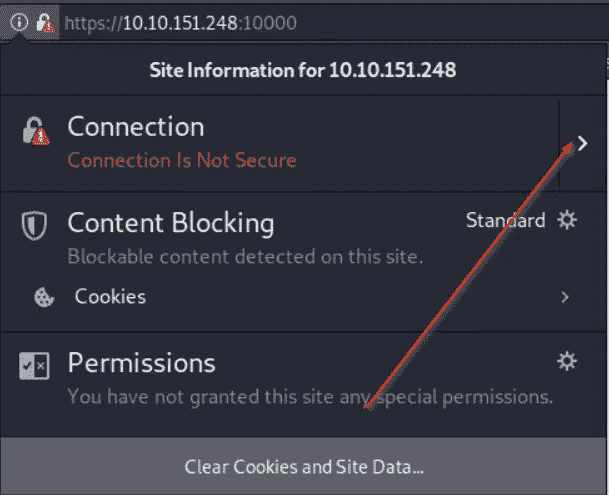 https://10.10.151.248:10000
Site Information for 10.10.151.248
Connection
Connection Is Not Secure
Content Blocking
Standard
Blockable content detected on this site.
Cookies
Permissions
You have not granted this site any special permissions.
Clear Cookies and Site Data...